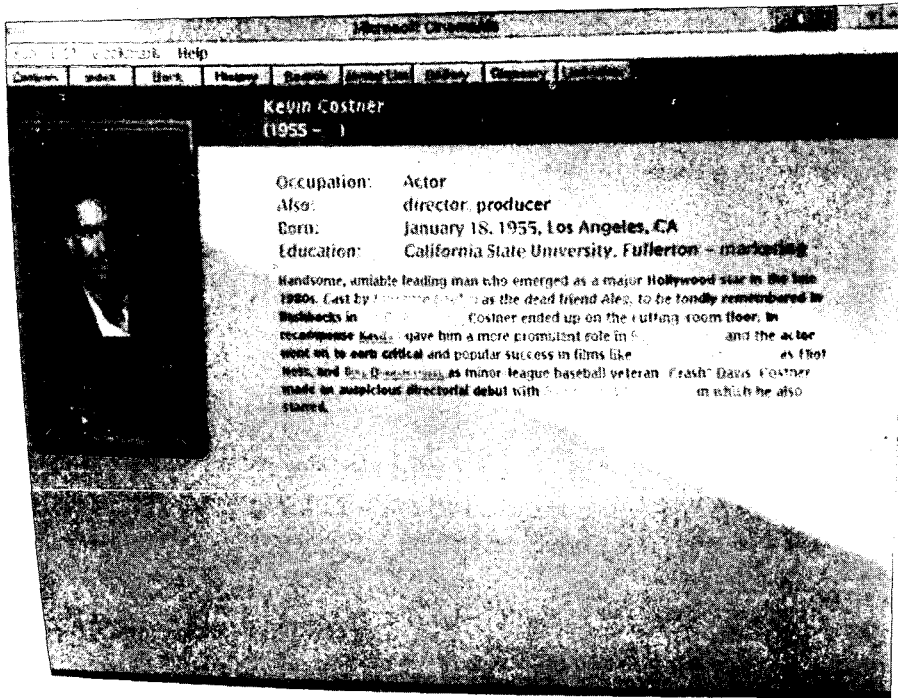 Microsoft Cinemania
Help
Contents Index Back History Search Gallery
Kevin Costner
(1955 – )
Occupation: Actor
Also: director, producer
Born: January 18, 1955, Los Angeles, CA
Education: California State University, Fullerton – marketing
Handsome, amiable leading man who emerged as a major Hollywood star in the late
1980s. Cast by as the dead friend Alex, to be fondly remembered in
flashbacks in Costner ended up on the cutting-room floor. In
recompense gave him a more prominent role in and the actor
went on to earn critical and popular success in films like as Eliot
Ness, and as minor-league baseball veteran "Crash" Davis. Costner
made an auspicious directorial debut with in which he also
starred.